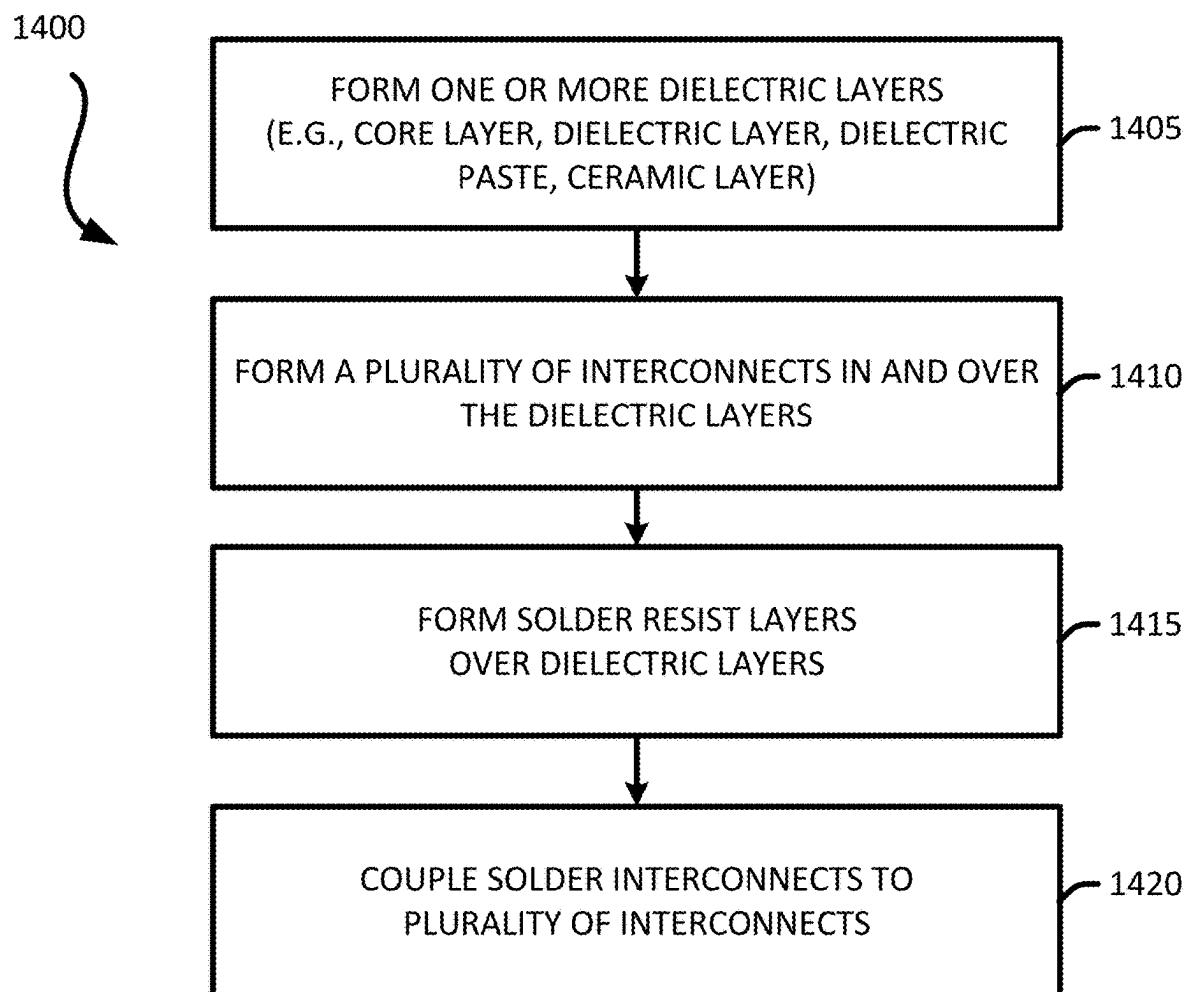 1400
FORM ONE OR MORE DIELECTRIC LAYERS
(E.G., CORE LAYER, DIELECTRIC LAYER, DIELECTRIC
PASTE, CERAMIC LAYER)
1405
FORM A PLURALITY OF INTERCONNECTS IN AND OVER
THE DIELECTRIC LAYERS
1410
FORM SOLDER RESIST LAYERS
OVER DIELECTRIC LAYERS
1415
COUPLE SOLDER INTERCONNECTS TO
PLURALITY OF INTERCONNECTS
1420